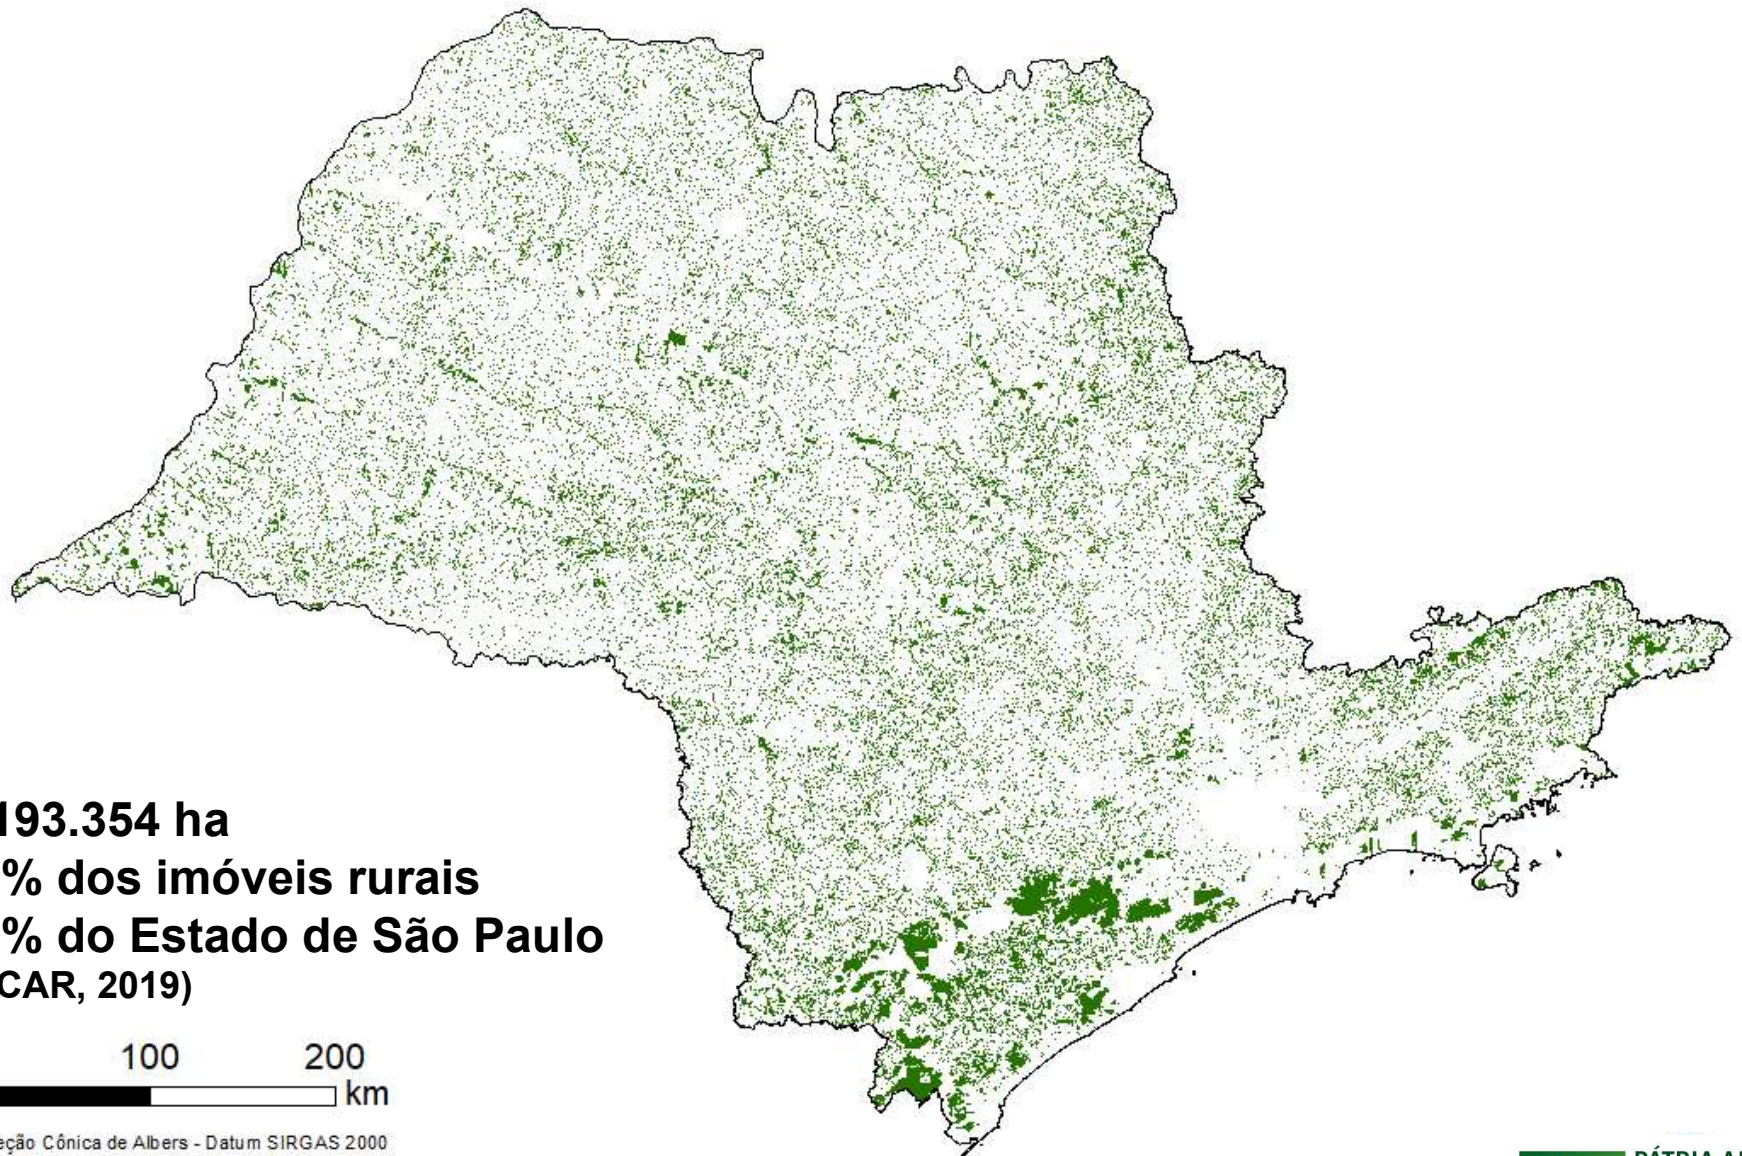 193.354 ha
% dos imóveis rurais
% do Estado de São Paulo
CAR, 2019)
100 200
km
eção Cônica de Albers - Datum SIRGAS 2000